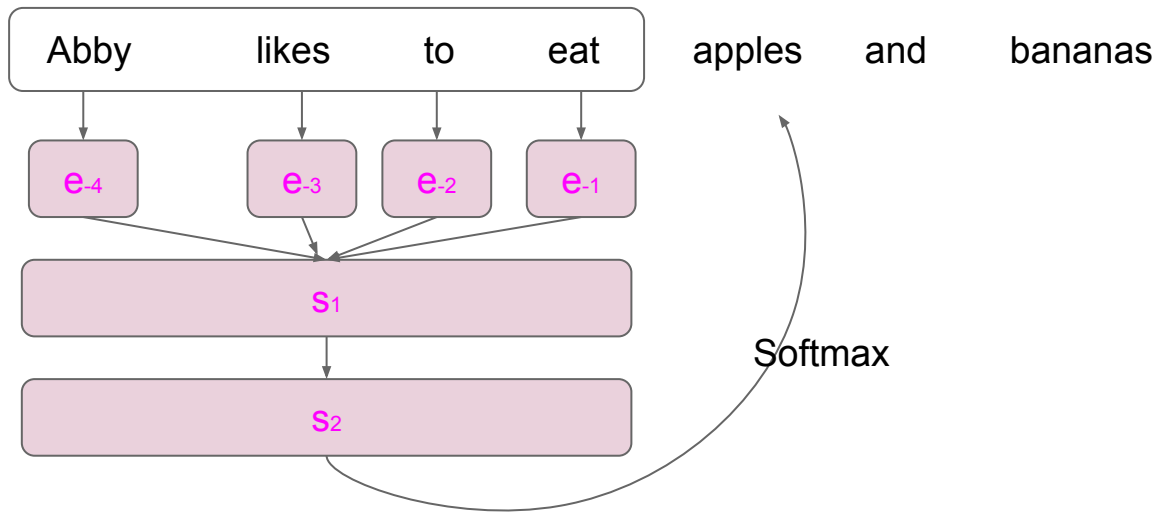 Abby likes to eat apples and bananas
e-4 e-3 e-2 e-1
s1
Softmax
s2